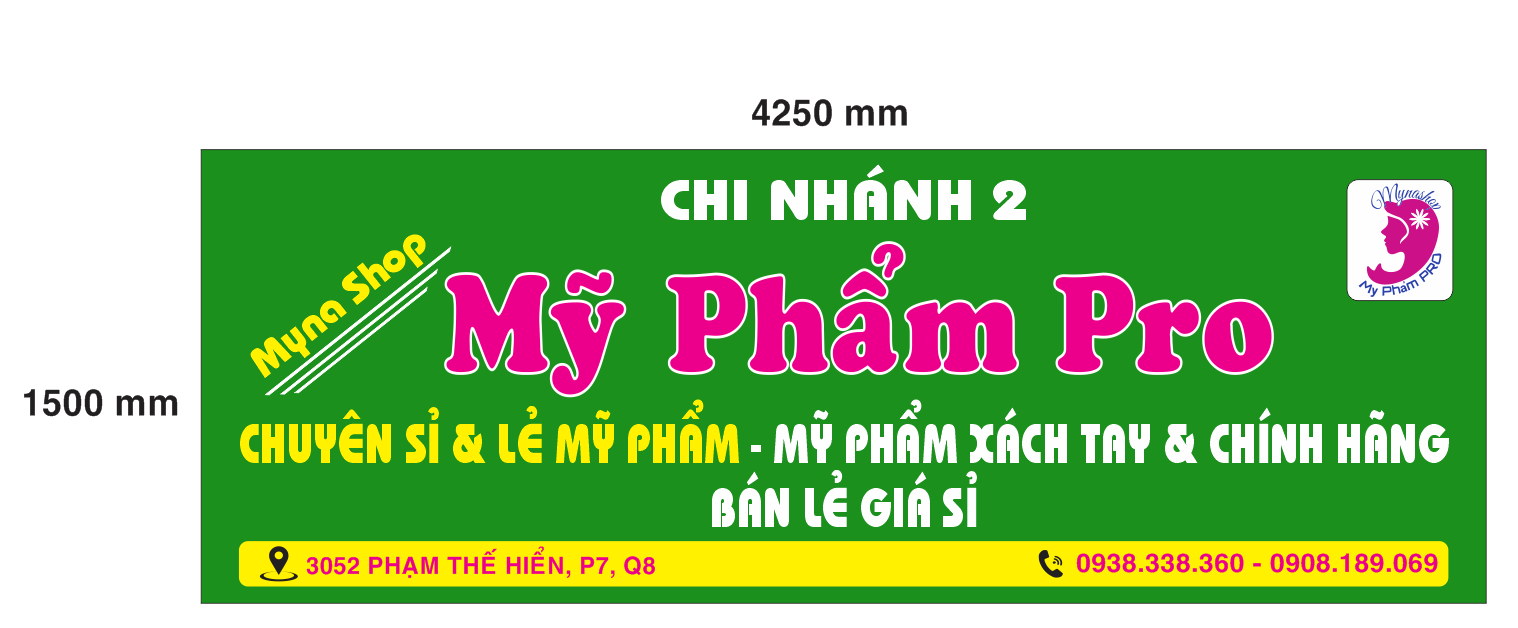 4250 mm
1500 mm
CHI NHÁNH 2
Myna Shop
Mỹ Phẩm Pro
Mynashop
Mỹ Phẩm PRO
CHUYÊN SỈ & LẺ MỸ PHẨM - MỸ PHẨM XÁCH TAY & CHÍNH HÃNG
BÁN LẺ GIÁ SỈ
3052 PHẠM THẾ HIỂN, P7, Q8
0938.338.360 - 0908.189.069